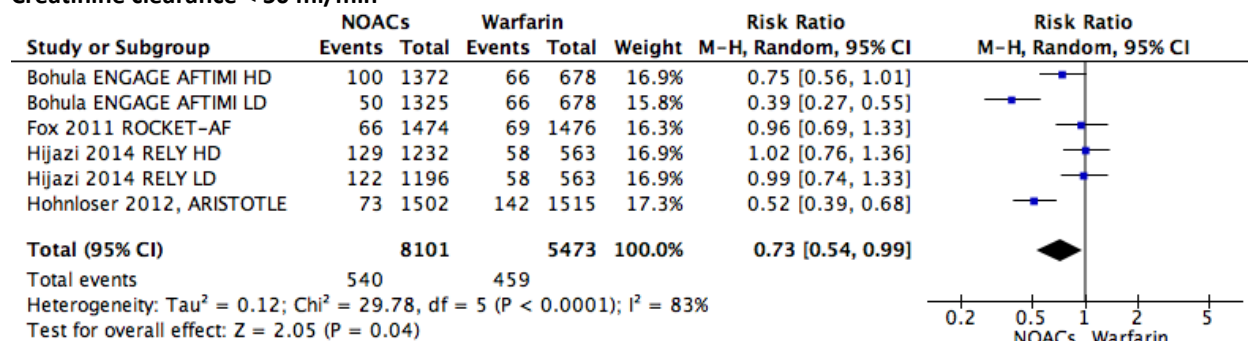 Creatinine clearance <50 ml/min
NOACs Warfarin Risk Ratio Risk Ratio
Study or Subgroup Events Total Events Total Weight M-H, Random, 95% CI M-H, Random, 95% CI
Bohula ENGAGE AFTIMI HD 100 1372 66 678 16.9% 0.75 [0.56, 1.01]
Bohula ENGAGE AFTIMI LD 50 1325 66 678 15.8% 0.39 [0.27, 0.55]
Fox 2011 ROCKET-AF 66 1474 69 1476 16.3% 0.96 [0.69, 1.33]
Hijazi 2014 RELY HD 129 1232 58 563 16.9% 1.02 [0.76, 1.36]
Hijazi 2014 RELY LD 122 1196 58 563 16.9% 0.99 [0.74, 1.33]
Hohnloser 2012, ARISTOTLE 73 1502 142 1515 17.3% 0.52 [0.39, 0.68]
Total (95% CI) 8101 5473 100.0% 0.73 [0.54, 0.99]
Total events 540 459
Heterogeneity: Tau² = 0.12; Chi² = 29.78, df = 5 (P < 0.0001); I² = 83%
Test for overall effect: Z = 2.05 (P = 0.04)
0.2 0.5 1 2 5
NOACs Warfarin